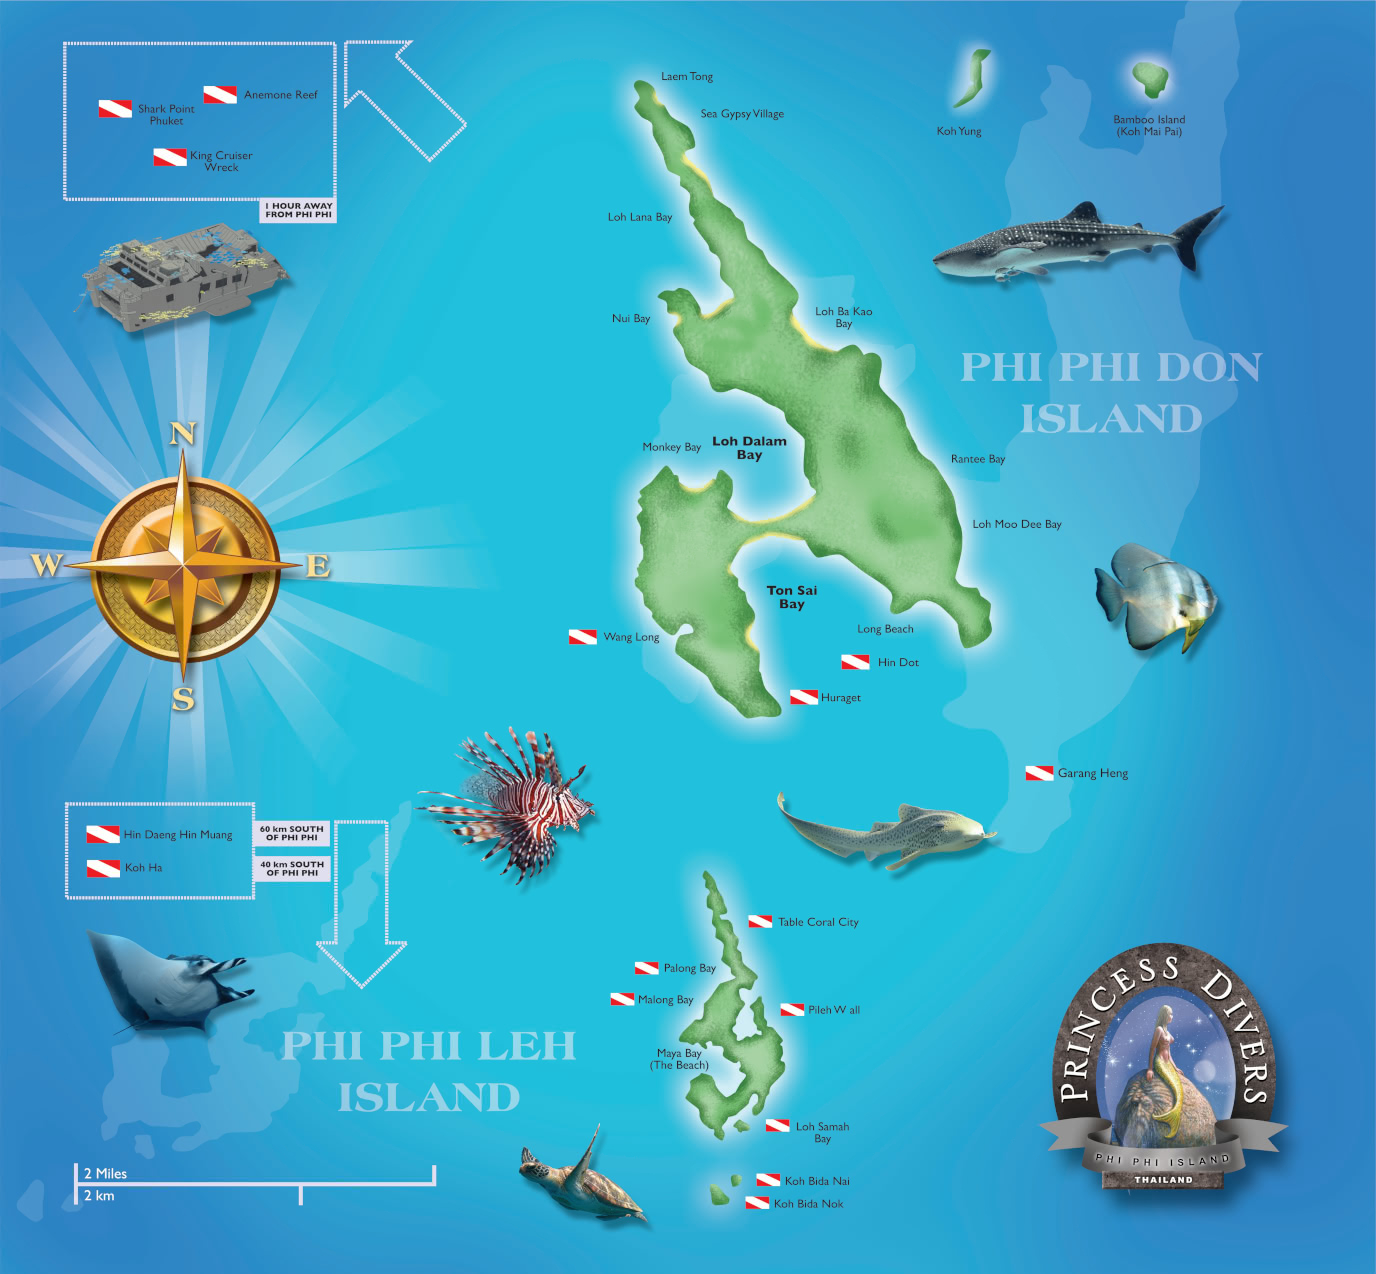 Shark Point
Phuket
Anemone Reef
King Cruiser
Wreck
1 HOUR AWAY
FROM PHI PHI
Laem Tong
Sea Gypsy Village
Koh Yung
Bamboo Island
(Koh Mai Pai)
Loh Lana Bay
Nui Bay
Loh Ba Kao
Bay
PHI PHI DON
ISLAND
N
W
E
S
Monkey Bay
Loh Dalam
Bay
Rantee Bay
Loh Moo Dee Bay
Ton Sai
Bay
Wang Long
Long Beach
Hin Dot
Huraget
Garang Heng
Hin Daeng Hin Muang
60 km SOUTH
OF PHI PHI
Koh Ha
40 km SOUTH
OF PHI PHI
Table Coral City
Palong Bay
Malong Bay
Pileh W all
Maya Bay
(The Beach)
PHI PHI LEH
ISLAND
Loh Samah
Bay
Koh Bida Nai
Koh Bida Nok
2 Miles
2 km
PRINCESS DIVERS
PHI PHI ISLAND
THAILAND